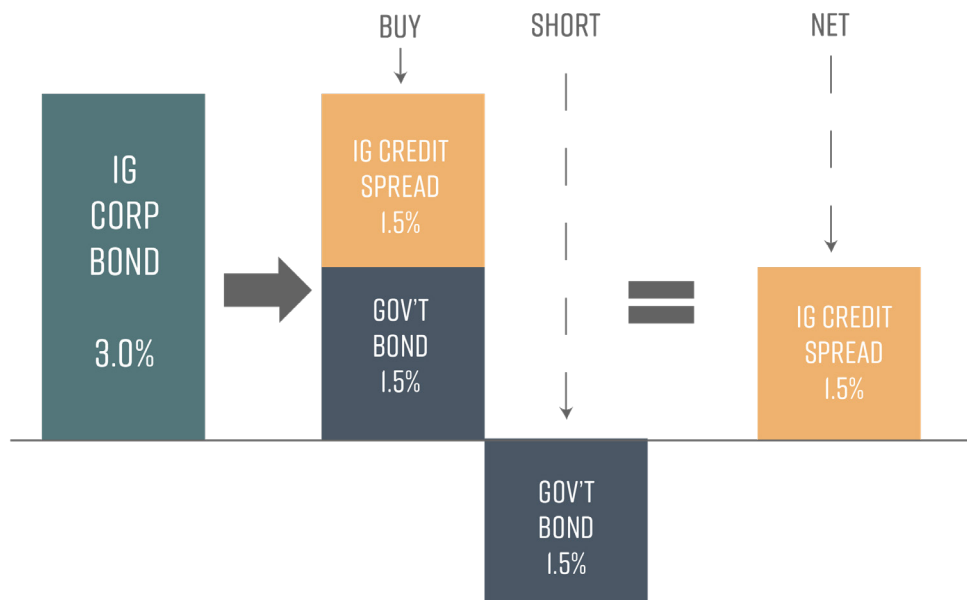 BUY
SHORT
NET
IG
CORP
BOND
3.0%
IG CREDIT
SPREAD
1.5%
GOV'T
BOND
1.5%
GOV'T
BOND
1.5%
IG CREDIT
SPREAD
1.5%